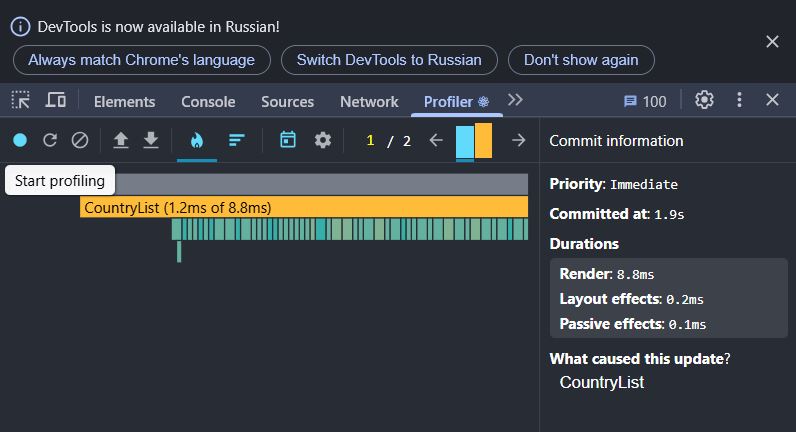 DevTools is now available in Russian!
Always match Chrome's language
Switch DevTools to Russian
Don't show again
Elements
Console
Sources
Network
Profiler
100
1 / 2
Start profiling
CountryList (1.2ms of 8.8ms)
Commit information
Priority: Immediate
Committed at: 1.9s
Durations
Render: 8.8ms
Layout effects: 0.2ms
Passive effects: 0.1ms
What caused this update?
CountryList